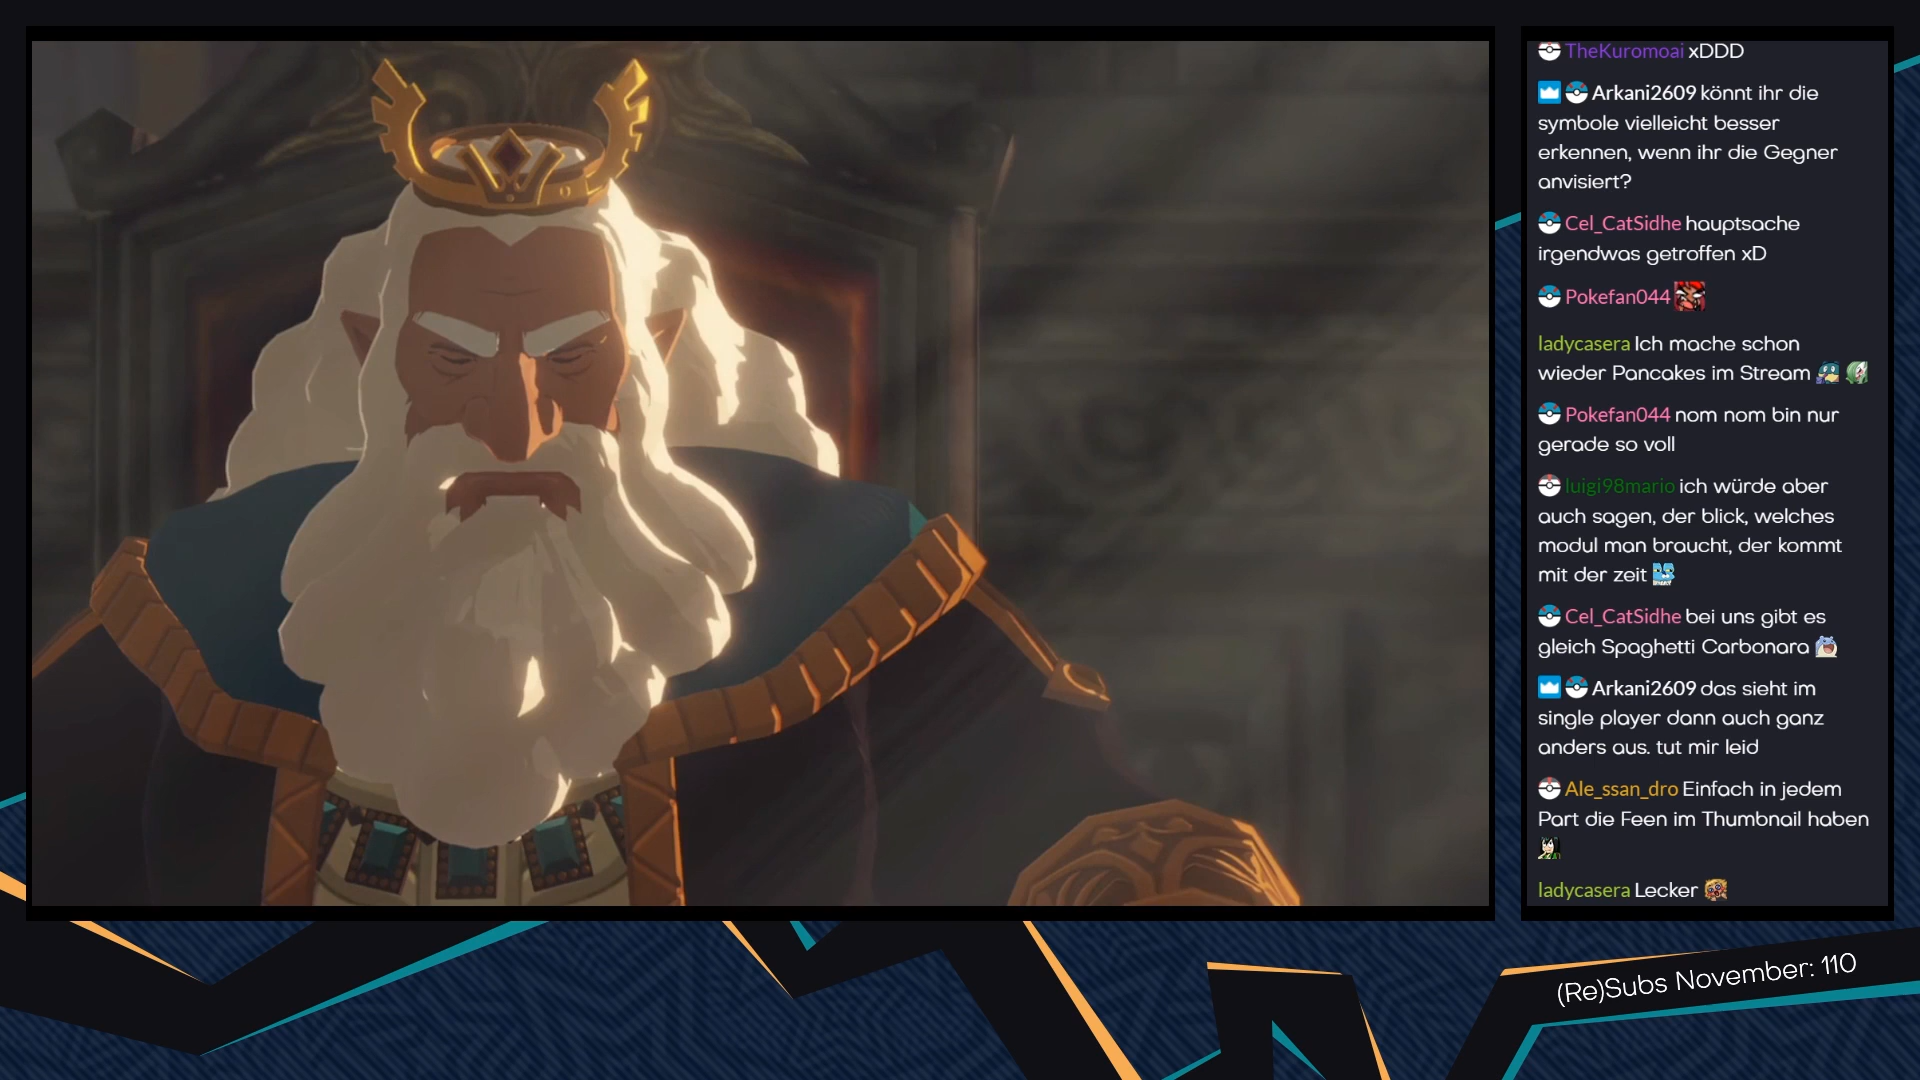 TheKuromoai xDDD
Arkani2609 könnt ihr die
symbole vielleicht besser
erkennen, wenn ihr die Gegner
anvisiert?
Cel_CatSidhe hauptsache
irgendwas getroffen xD
Pokefan044
ladycasera Ich mache schon
wieder Pancakes im Stream
Pokefan044 nom nom bin nur
gerade so voll
luigi98mario ich würde aber
auch sagen, der blick, welches
modul man braucht, der kommt
mit der zeit
Cel_CatSidhe bei uns gibt es
gleich Spaghetti Carbonara
Arkani2609 das sieht im
single player dann auch ganz
anders aus. tut mir leid
Ale_ssan_dro Einfach in jedem
Part die Feen im Thumbnail haben
ladycasera Lecker
(Re)Subs November: 110